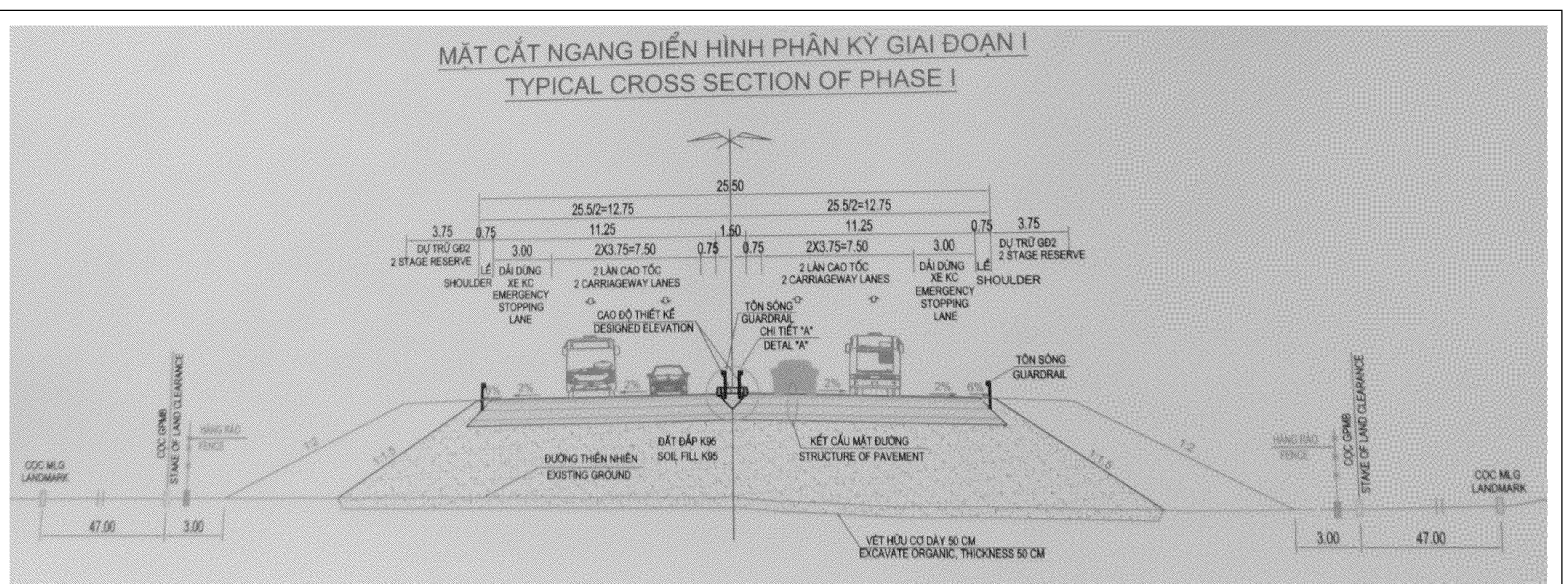 MẶT CẮT NGANG ĐIỂN HÌNH PHÂN KỲ GIAI ĐOẠN I
TYPICAL CROSS SECTION OF PHASE I
25.50
25.5/2=12.75 25.5/2=12.75
3.75 0.75 11.25 1.50 11.25 0.75 3.75
DỰ TRỮ GĐ2
2 STAGE RESERVE
LỀ
SHOULDER
3.00
DẢI DỪNG
XE KC
EMERGENCY
STOPPING
LANE
2X3.75=7.50
2 LÀN CAO TỐC
2 CARRIAGEWAY LANES
0.75 0.75
2X3.75=7.50
2 LÀN CAO TỐC
2 CARRIAGEWAY LANES
3.00
DẢI DỪNG
XE KC
EMERGENCY
STOPPING
LANE
LỀ
SHOULDER
DỰ TRỮ GĐ2
2 STAGE RESERVE
CAO ĐỘ THIẾT KẾ
DESIGNED ELEVATION
TÔN SÓNG
GUARDRAIL
CHI TIẾT "A"
DETAL "A"
TÔN SÓNG
GUARDRAIL
6% 2% 2% 2% 2% 6%
CỌC MLG
LANDMARK
CỌC GPMB
STAKE OF LAND CLEARANCE
HÀNG RÀO
FENCE
1:2
1:1.5
ĐƯỜNG THIÊN NHIÊN
EXISTING GROUND
ĐẤT ĐẮP K95
SOIL FILL K95
KẾT CẤU MẶT ĐƯỜNG
STRUCTURE OF PAVEMENT
1:1.5
1:2
HÀNG RÀO
FENCE
CỌC GPMB
STAKE OF LAND CLEARANCE
CỌC MLG
LANDMARK
47.00 3.00
VÉT HỮU CƠ DÀY 50 CM
EXCAVATE ORGANIC, THICKNESS 50 CM
3.00 47.00